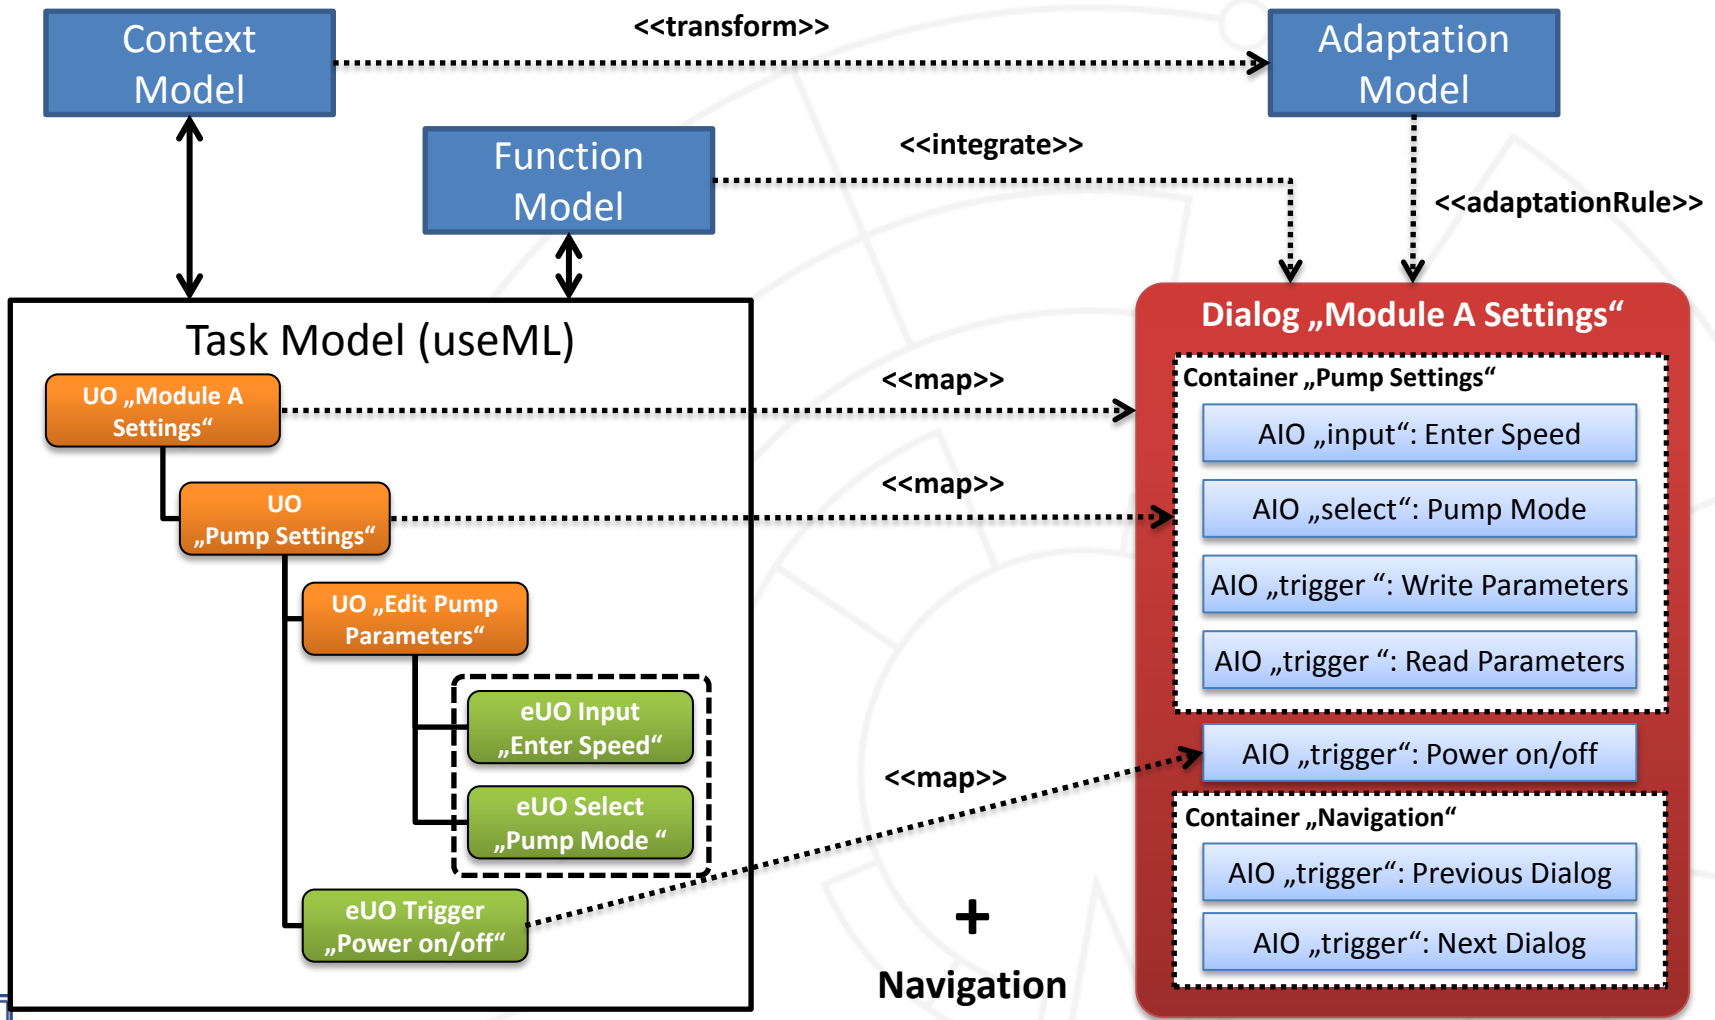 Context
Model
<<transform>>
Adaptation
Model
Function
Model
<<integrate>>
<<adaptationRule>>
Task Model (useML)
UO „Module A
Settings“
UO
„Pump Settings“
UO „Edit Pump
Parameters“
eUO Input
„Enter Speed“
eUO Select
„Pump Mode “
eUO Trigger
„Power on/off“
<<map>>
<<map>>
<<map>>
+
Navigation
Dialog „Module A Settings“
Container „Pump Settings“
AIO „input“: Enter Speed
AIO „select“: Pump Mode
AIO „trigger “: Write Parameters
AIO „trigger “: Read Parameters
AIO „trigger“: Power on/off
Container „Navigation“
AIO „trigger“: Previous Dialog
AIO „trigger“: Next Dialog